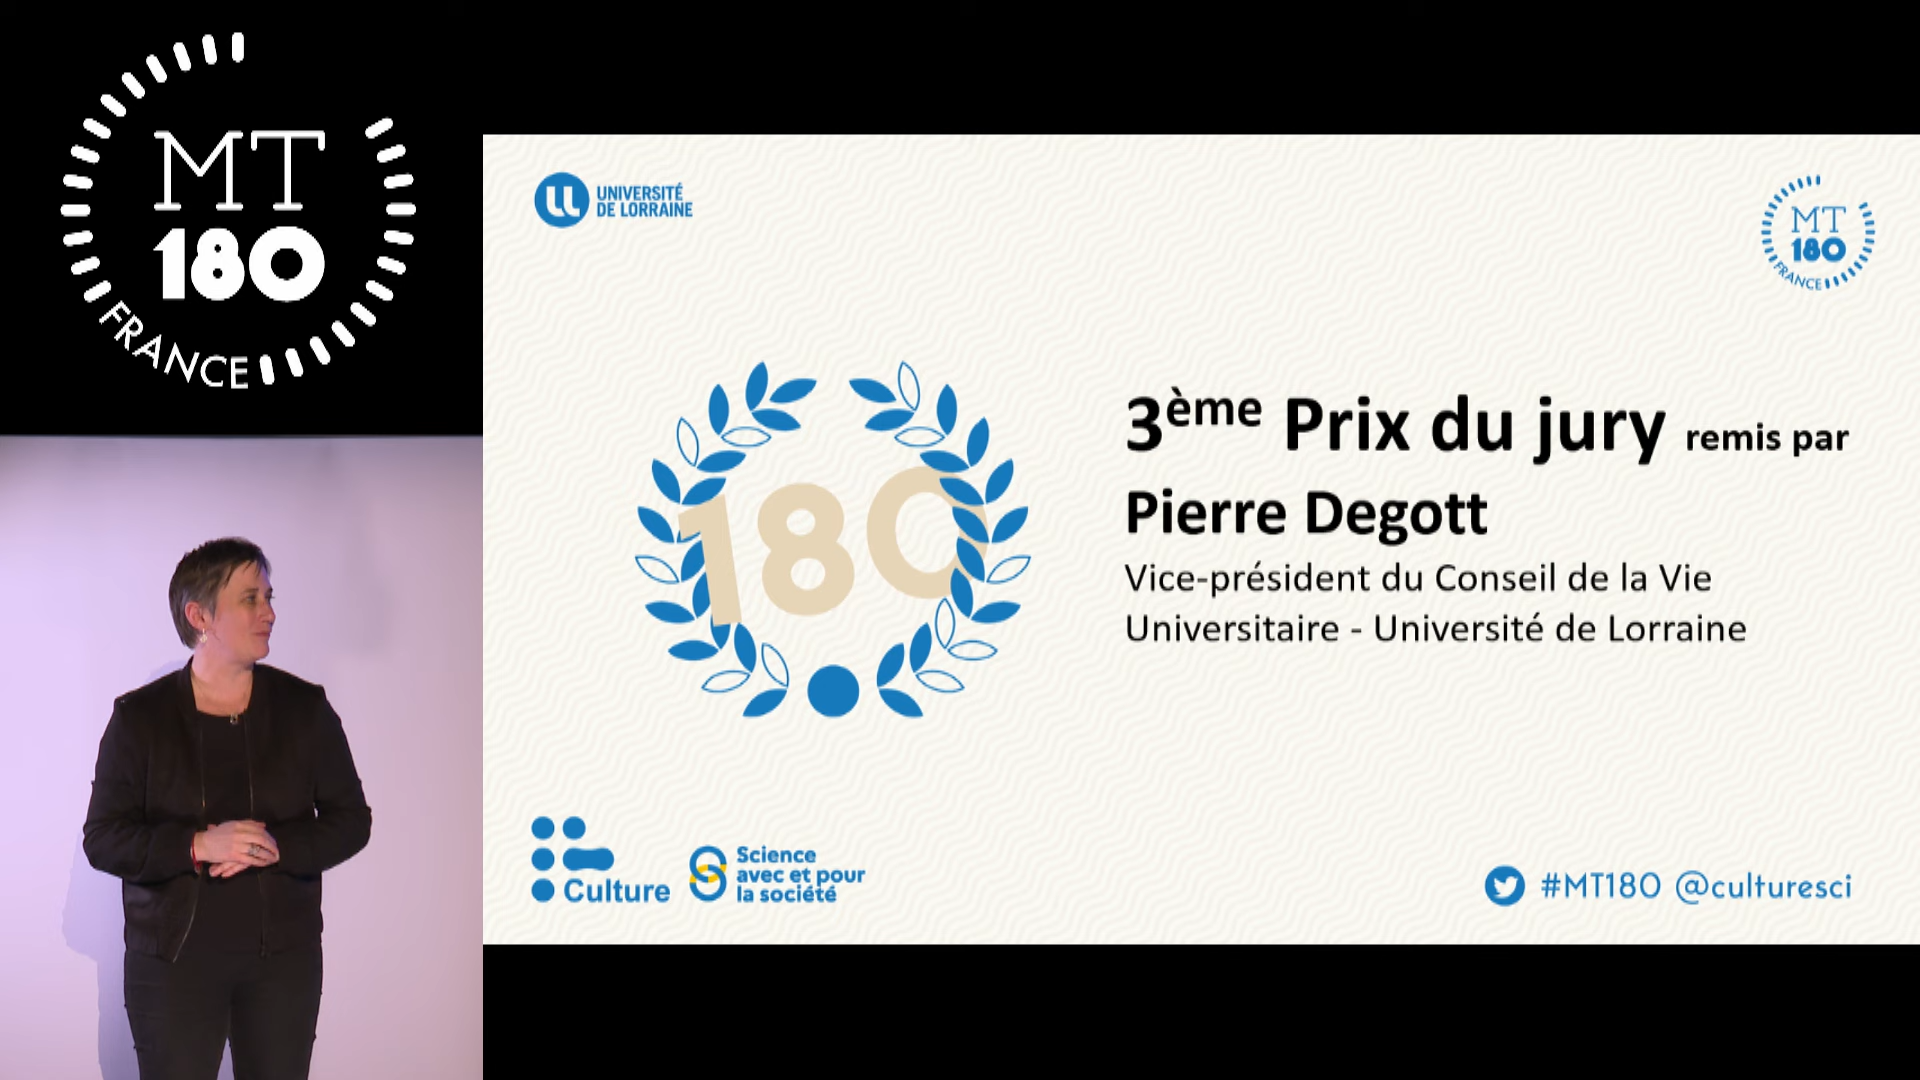 MT
180
FRANCE
UNIVERSITÉ
DE LORRAINE
MT
180
FRANCE
180
3ème Prix du jury remis par
Pierre Degott
Vice-président du Conseil de la Vie
Universitaire - Université de Lorraine
Culture
Science
avec et pour
la société
#MT180 @culturesci